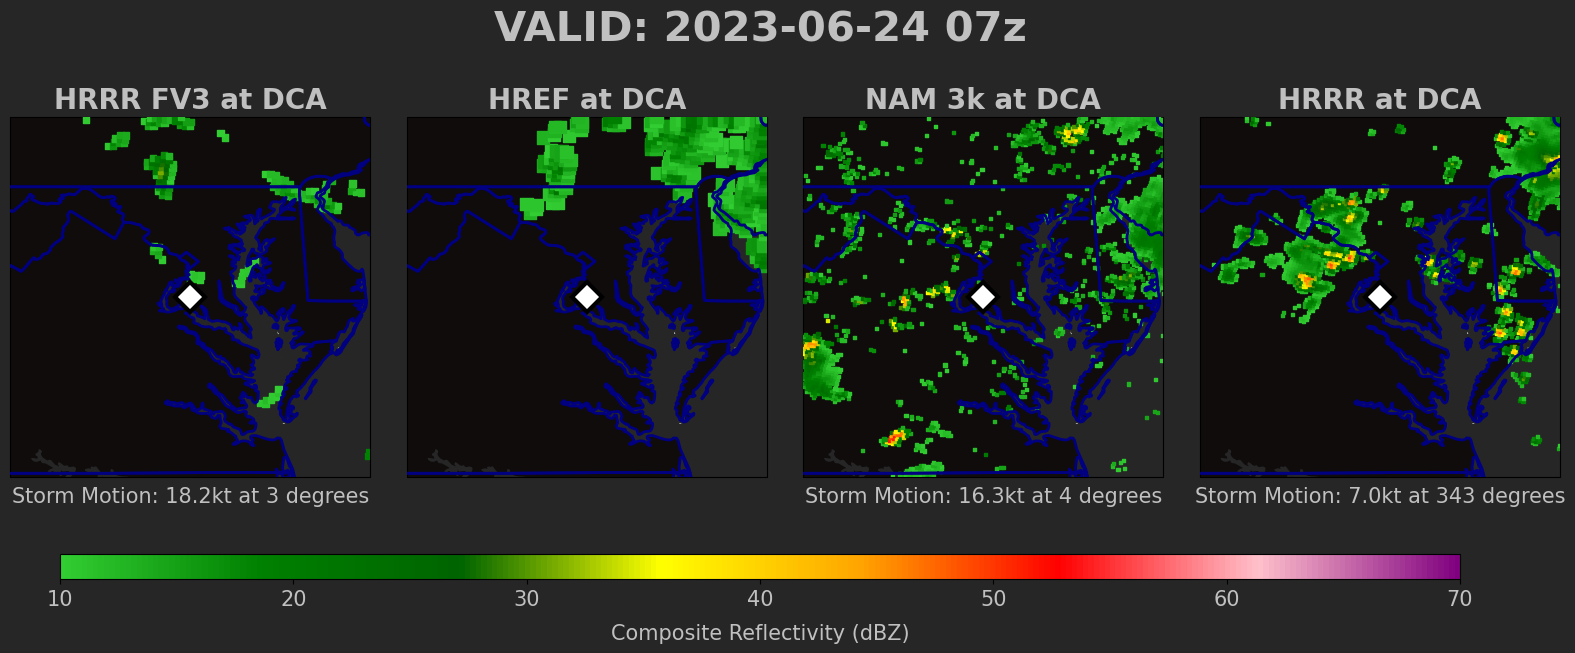 VALID: 2023-06-24 07z
HRRR FV3 at DCA
HREF at DCA
NAM 3k at DCA
HRRR at DCA
Storm Motion: 18.2kt at 3 degrees
Storm Motion: 16.3kt at 4 degrees
Storm Motion: 7.0kt at 343 degrees
10 20 30 40 50 60 70
Composite Reflectivity (dBZ)